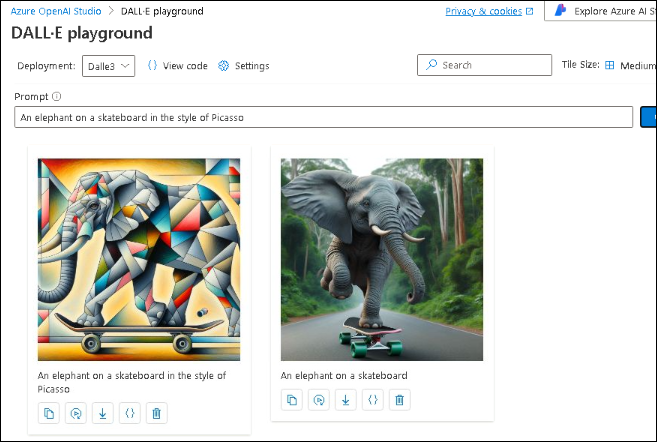 Azure OpenAI Studio > DALL·E playground
Privacy & cookies
Explore Azure AI
DALL·E playground
Deployment: Dalle3
View code
Settings
Search
Tile Size: Medium
Prompt
An elephant on a skateboard in the style of Picasso
An elephant on a skateboard in the style of
Picasso
An elephant on a skateboard